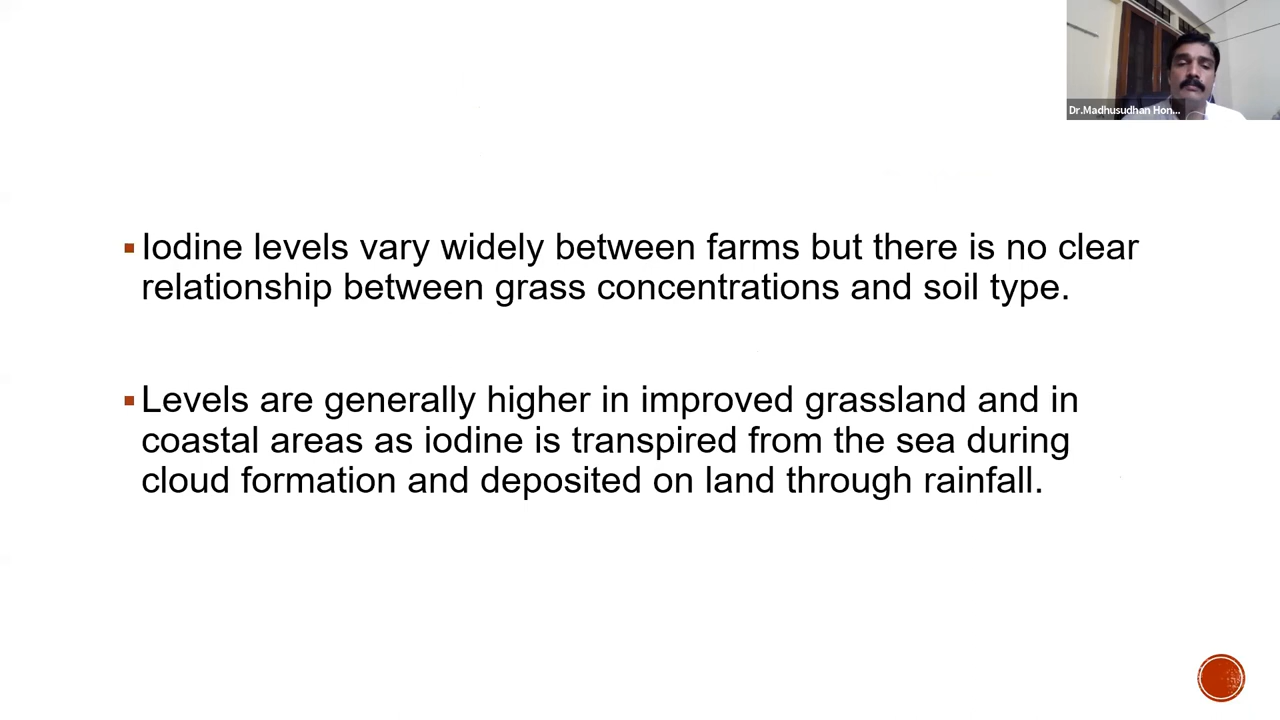 Dr.Madhusudhan Hon...
Iodine levels vary widely between farms but there is no clear
relationship between grass concentrations and soil type.
Levels are generally higher in improved grassland and in
coastal areas as iodine is transpired from the sea during
cloud formation and deposited on land through rainfall.